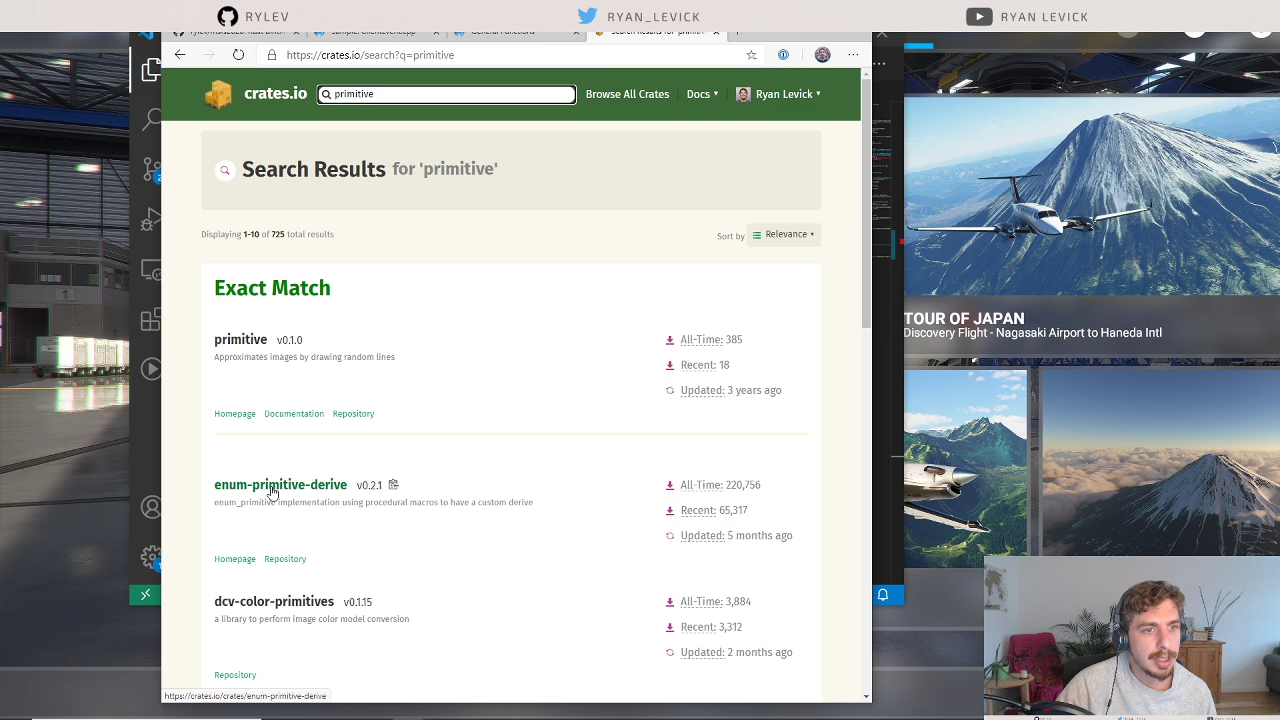 RYLEV
RYAN_LEVICK
RYAN LEVICK
https://crates.io/search?q=primitive
crates.io
primitive
Browse All Crates
Docs
Ryan Levick
Search Results for 'primitive'
Displaying 1-10 of 725 total results
Sort by
Relevance
Exact Match
primitive v0.1.0
Approximates images by drawing random lines
All-Time: 385
Recent: 18
Updated: 3 years ago
Homepage Documentation Repository
enum-primitive-derive v0.2.1
enum_primitive implementation using procedural macros to have a custom derive
All-Time: 220,756
Recent: 65,317
Updated: 5 months ago
Homepage Repository
dcv-color-primitives v0.1.15
a library to perform image color model conversion
All-Time: 3,884
Recent: 3,312
Updated: 2 months ago
Repository
https://crates.io/crates/enum-primitive-derive
TOUR OF JAPAN
Discovery Flight - Nagasaki Airport to Haneda Intl